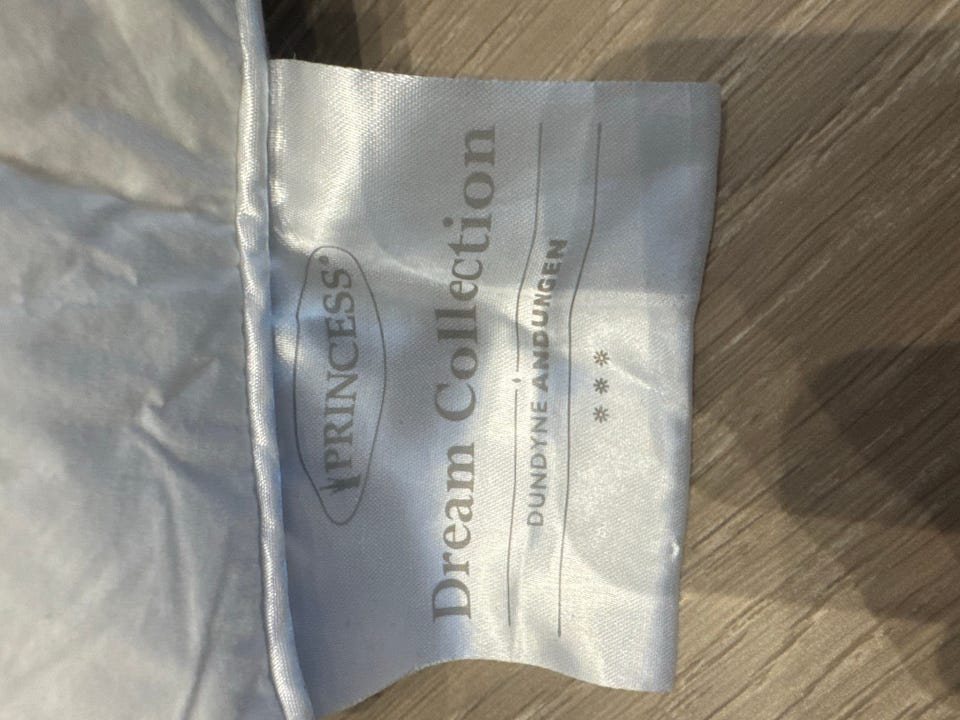 PRINCESS®
Dream Collection
DUNDYNE ANDUNGEN
***